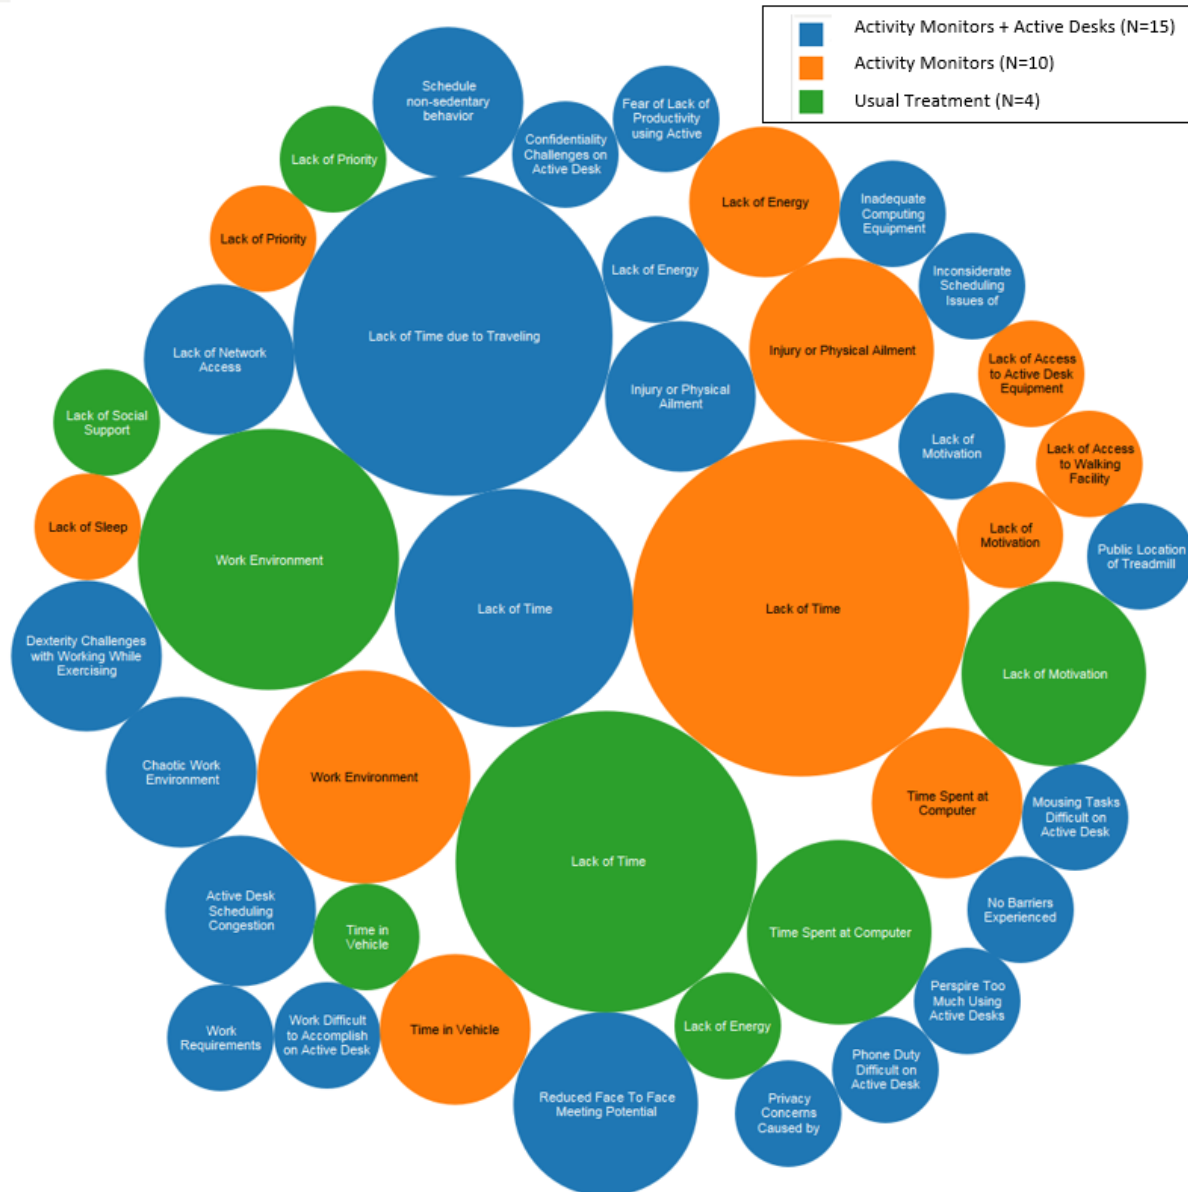 Activity Monitors + Active Desks (N=15)
Activity Monitors (N=10)
Usual Treatment (N=4)
Schedule
non-sedentary
behavior
Fear of Lack of
Productivity
using Active
Confidentiality
Challenges on
Active Desk
Lack of Priority
Lack of Energy
Inadequate
Computing
Equipment
Lack of Priority
Lack of Energy
Inconsiderate
Scheduling
Issues of
Lack of Time due to Traveling
Injury or Physical Ailment
Lack of Network
Access
Lack of Access
to Active Desk
Equipment
Injury or Physical
Ailment
Lack of Social
Support
Lack of
Motivation
Lack of Access
to Walking
Facility
Lack of Sleep
Lack of
Motivation
Public Location
of Treadmill
Work Environment
Lack of Time
Lack of Time
Dexterity Challenges
with Working While
Exercising
Lack of Motivation
Chaotic Work
Environment
Work Environment
Time Spent at
Computer
Mousing Tasks
Difficult on
Active Desk
Lack of Time
Active Desk
Scheduling
Congestion
No Barriers
Experienced
Time in
Vehicle
Time Spent at Computer
Perspire Too
Much Using
Active Desks
Work
Requirements
Work Difficult
to Accomplish
on Active Desk
Time in Vehicle
Lack of Energy
Phone Duty
Difficult on
Active Desk
Reduced Face To Face
Meeting Potential
Privacy
Concerns
Caused by